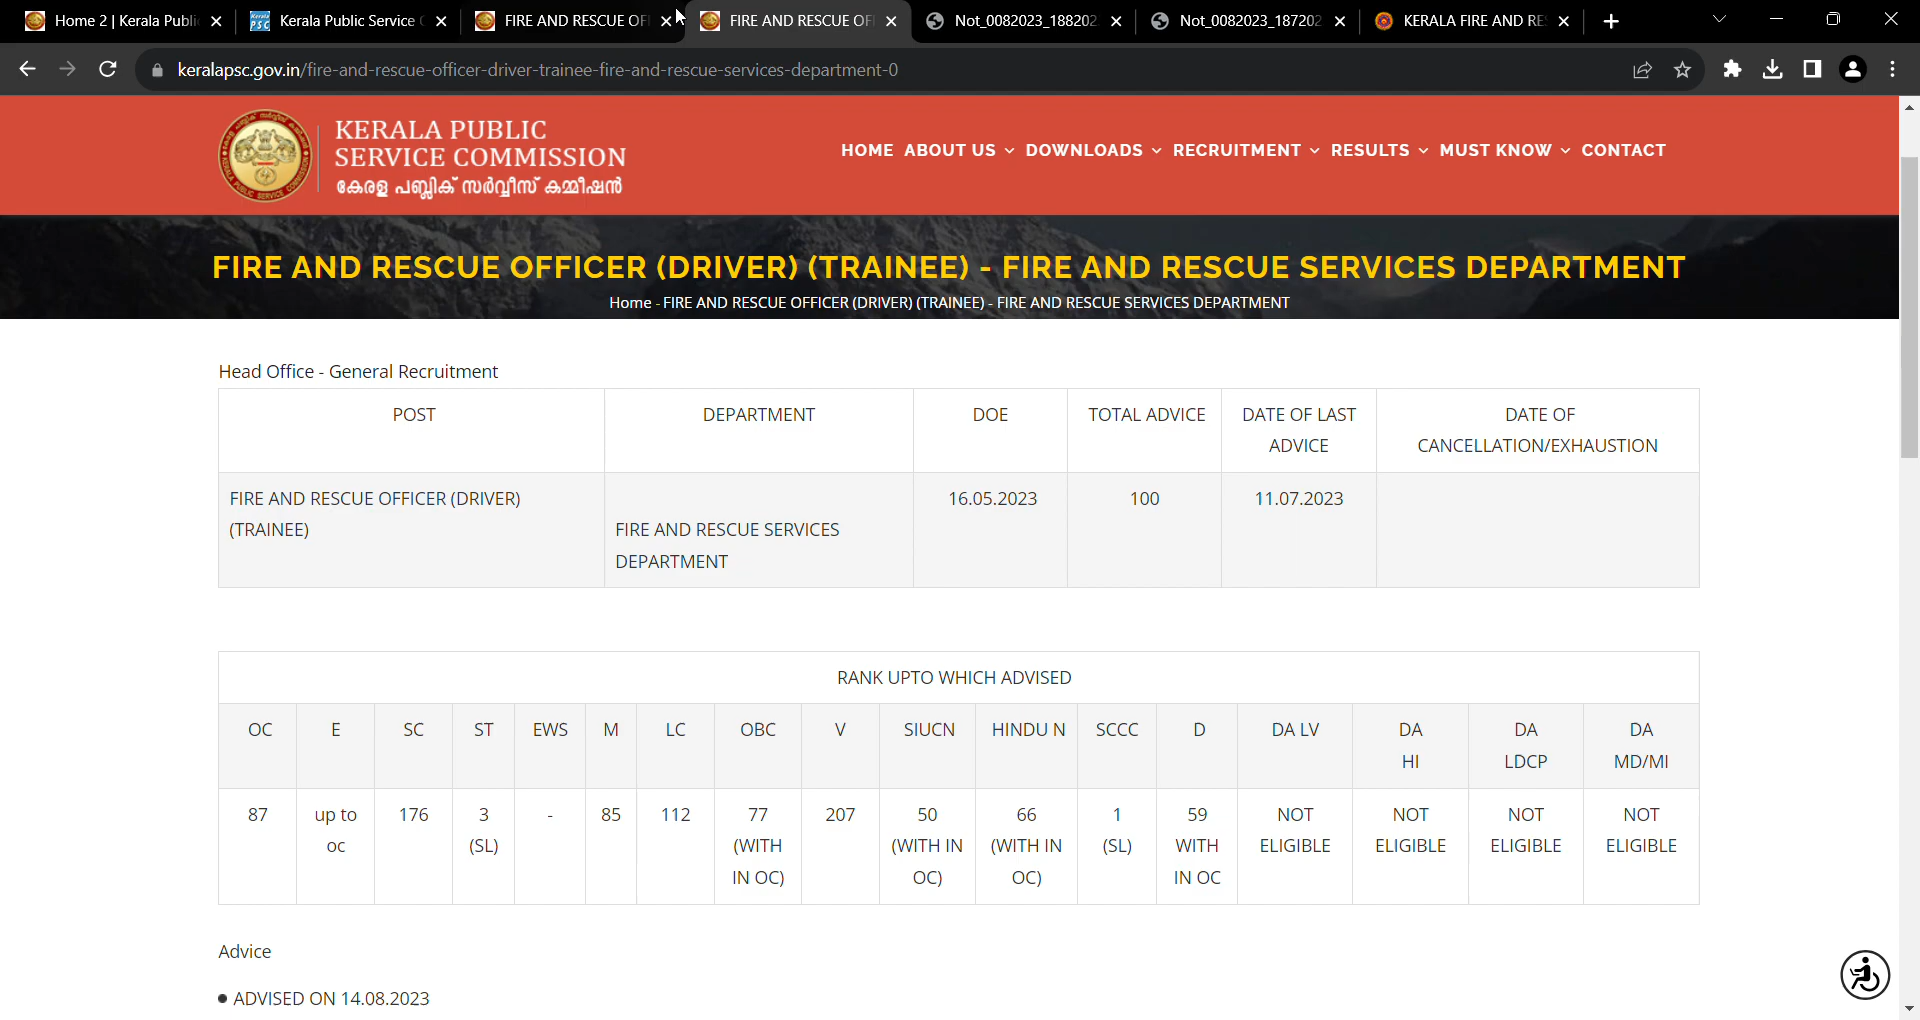 Home 2 | Kerala Publi
Kerala Public Service C
FIRE AND RESCUE OF
FIRE AND RESCUE OF
Not_0082023_18820
Not_0082023_18720
KERALA FIRE AND RE
keralapsc.gov.in/fire-and-rescue-officer-driver-trainee-fire-and-rescue-services-department-0
KERALA PUBLIC
SERVICE COMMISSION
കേരള പബ്ലിക് സർവ്വീസ് കമ്മീഷൻ
HOME ABOUT US DOWNLOADS RECRUITMENT RESULTS MUST KNOW CONTACT
FIRE AND RESCUE OFFICER (DRIVER) (TRAINEE) - FIRE AND RESCUE SERVICES DEPARTMENT
Home - FIRE AND RESCUE OFFICER (DRIVER) (TRAINEE) - FIRE AND RESCUE SERVICES DEPARTMENT
Head Office - General Recruitment
POST DEPARTMENT DOE TOTAL ADVICE DATE OF LAST DATE OF
ADVICE CANCELLATION/EXHAUSTION
FIRE AND RESCUE OFFICER (DRIVER) 16.05.2023 100 11.07.2023
(TRAINEE) FIRE AND RESCUE SERVICES
DEPARTMENT
RANK UPTO WHICH ADVISED
OC E SC ST EWS M LC OBC V SIUCN HINDU N SCCC D DA LV DA DA DA
HI LDCP MD/MI
87 up to 176 3 - 85 112 77 207 50 66 1 59 NOT NOT NOT NOT
oc (SL) (WITH (WITH IN (WITH IN (SL) WITH ELIGIBLE ELIGIBLE ELIGIBLE ELIGIBLE
IN OC) OC) OC) IN OC
Advice
ADVISED ON 14.08.2023